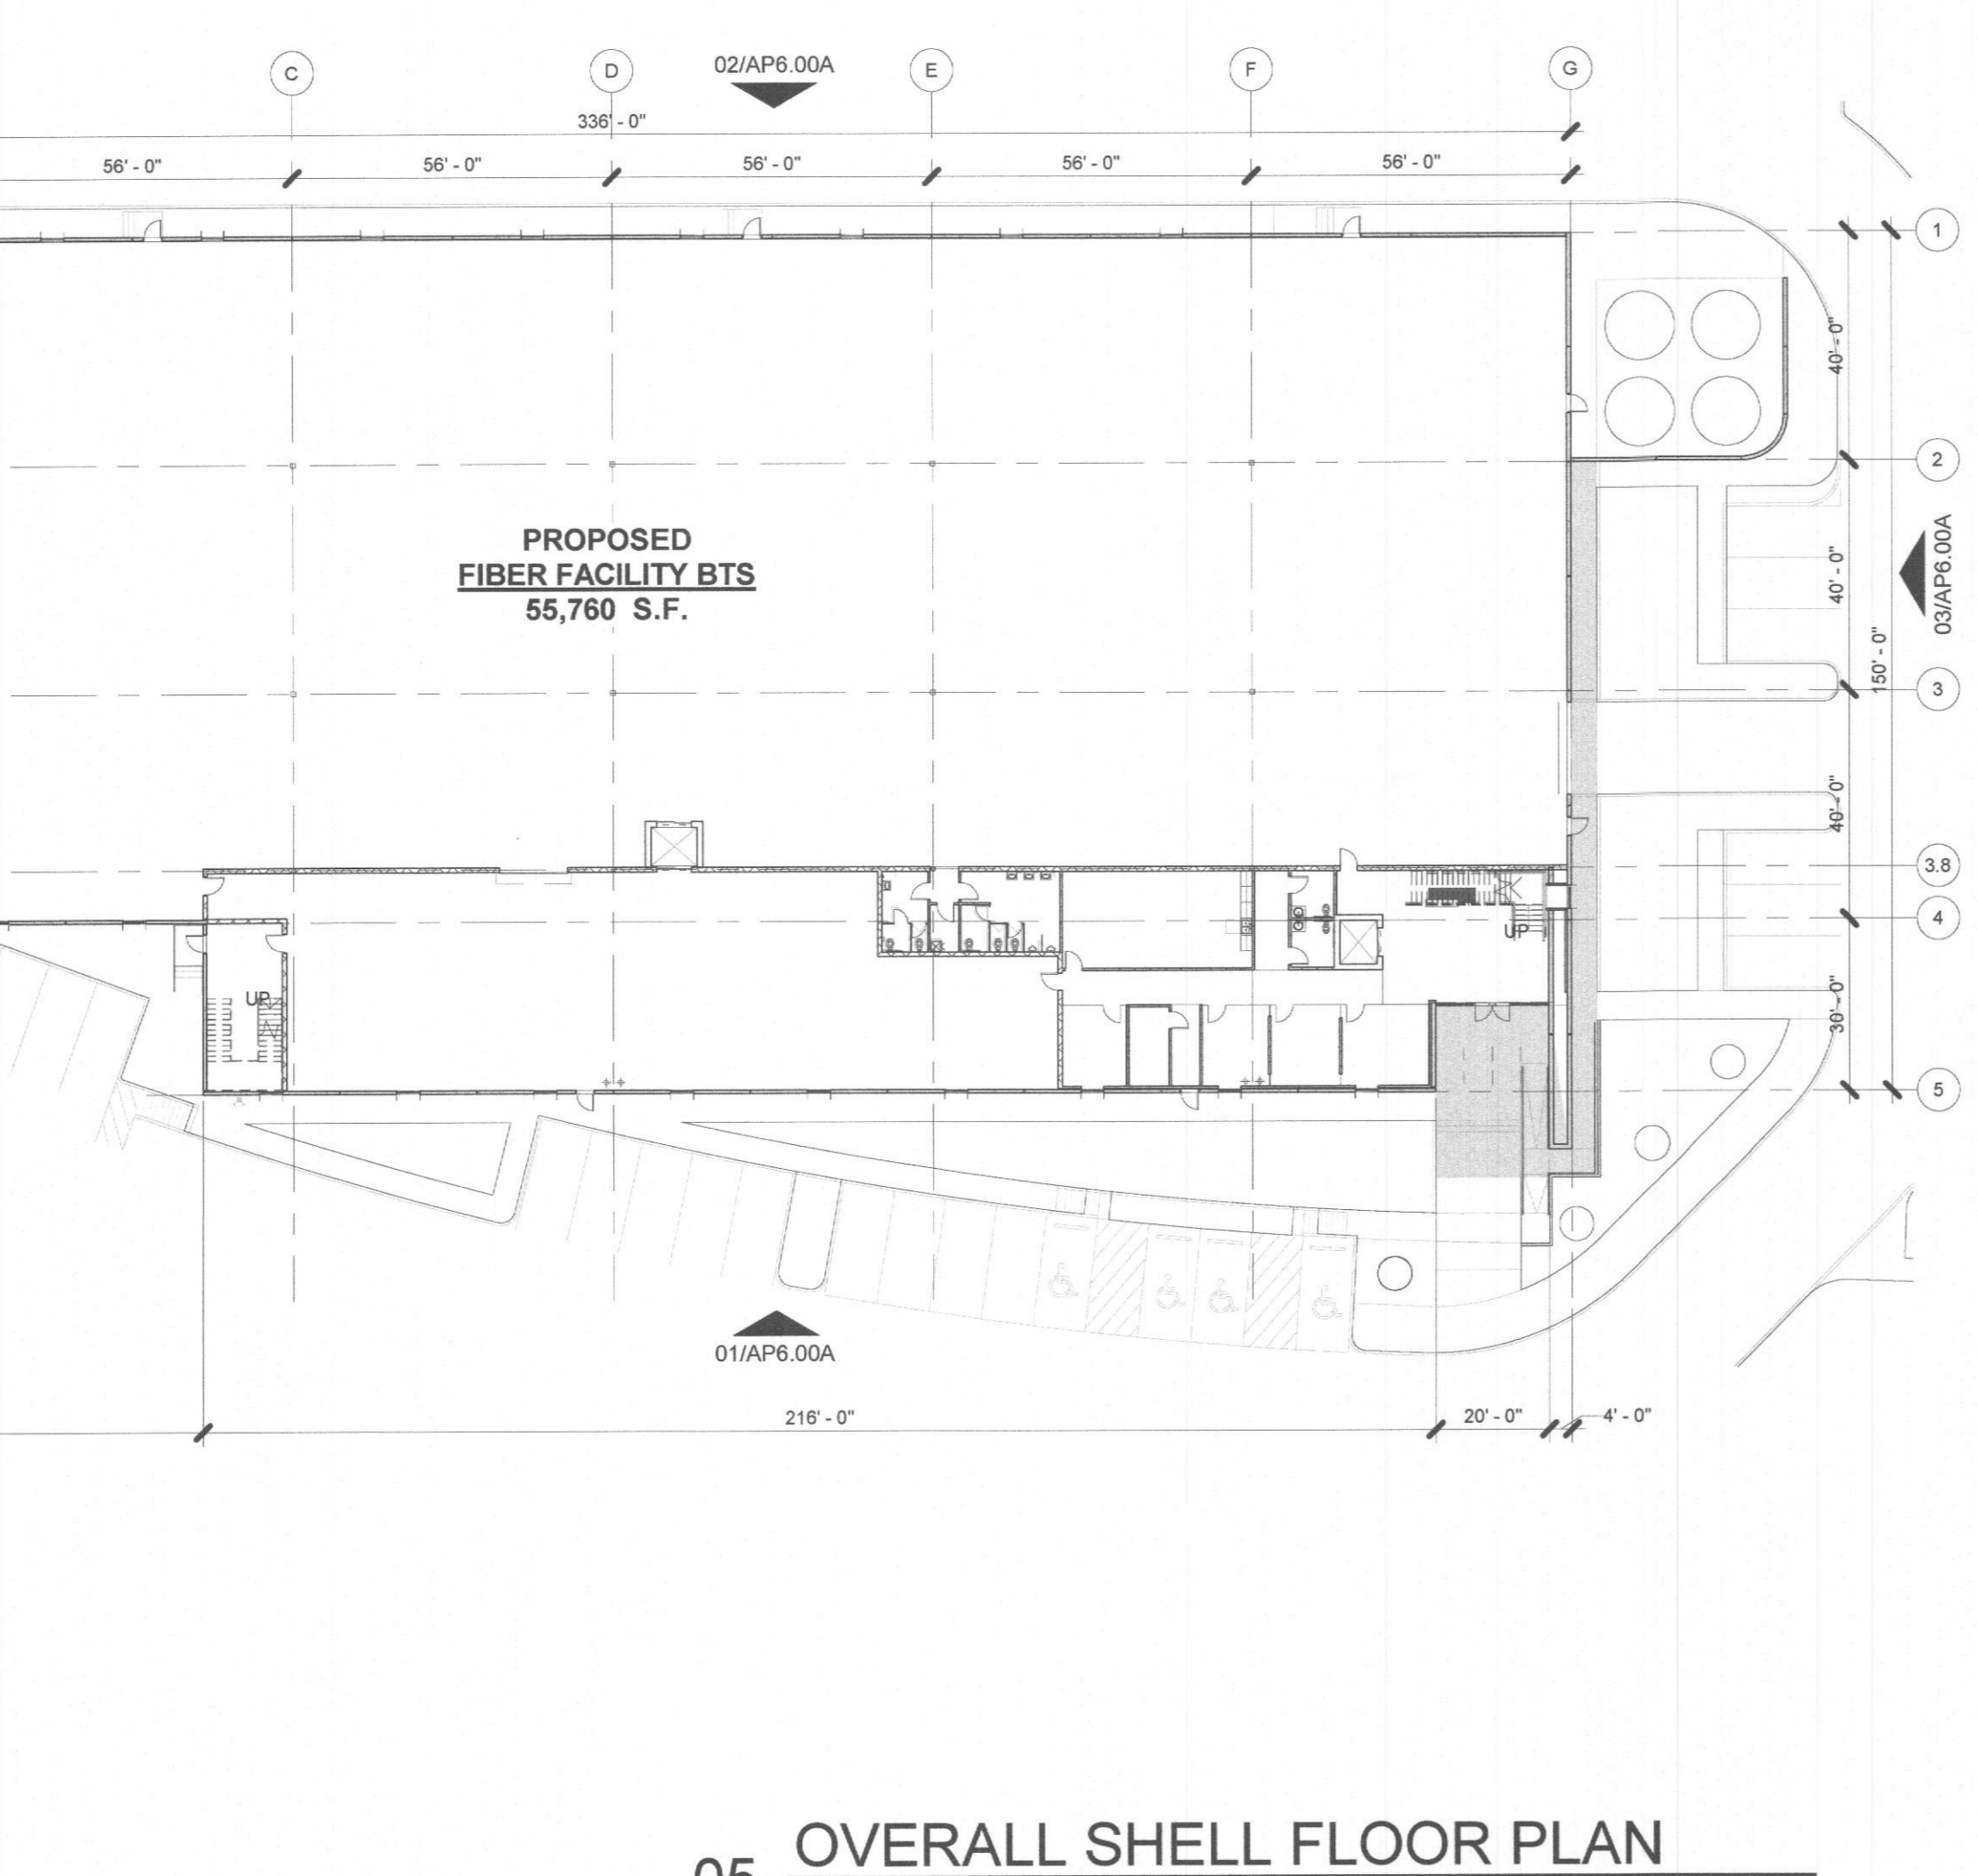 C
D
02/AP6.00A
E
F
G
336' - 0"
56' - 0"
56' - 0"
56' - 0"
56' - 0"
56' - 0"
1
40' - 0"
2
PROPOSED
FIBER FACILITY BTS
55,760 S.F.
40' - 0"
03/AP6.00A
150' - 0"
3
40' - 0"
3.8
4
UP
UP
30' - 0"
5
01/AP6.00A
216' - 0"
20' - 0"
4' - 0"
OVERALL SHELL FLOOR PLAN
05